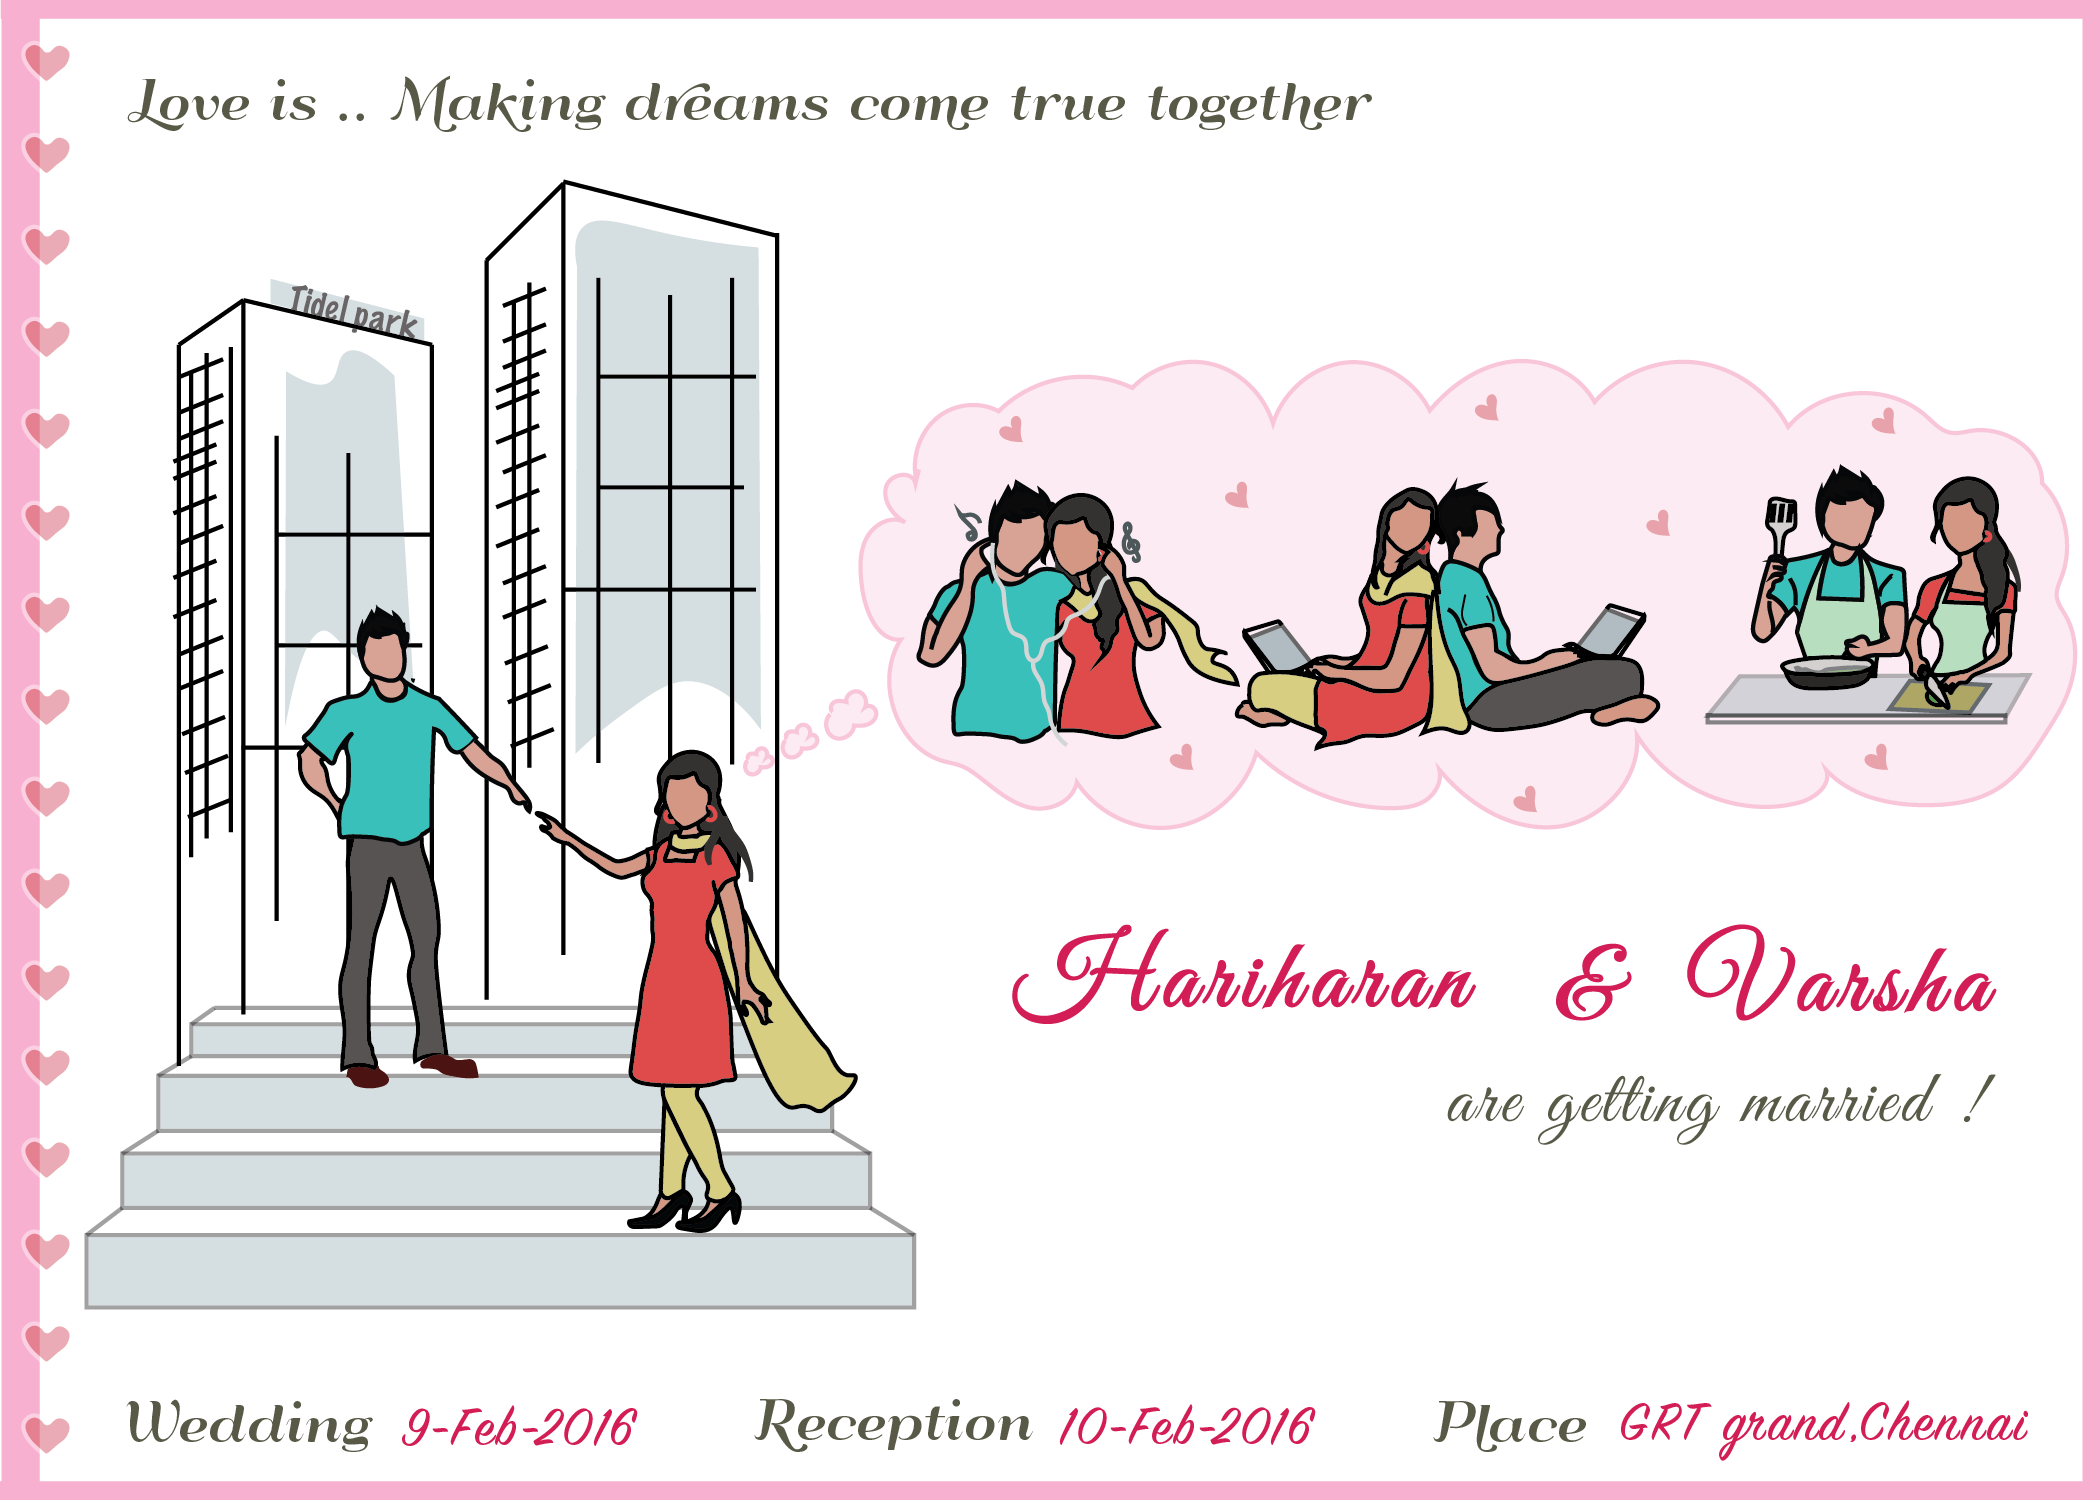 Love is .. Making dreams come true together
Tidel park
Hariharan & Varsha
are getting married !
Wedding 9-Feb-2016 Reception 10-Feb-2016 Place GRT grand,Chennai